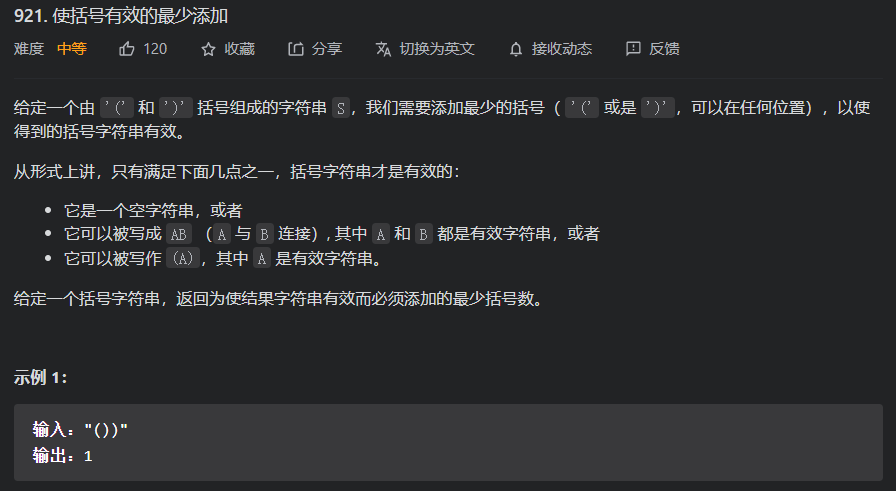 921. 使括号有效的最少添加
难度 中等 120 收藏 分享 切换为英文 接收动态 反馈
给定一个由 '(' 和 ')' 括号组成的字符串 S，我们需要添加最少的括号（ '(' 或是 ')'，可以在任何位置），以使
得到的括号字符串有效。
从形式上讲，只有满足下面几点之一，括号字符串才是有效的：
• 它是一个空字符串，或者
• 它可以被写成 AB （A 与 B 连接）, 其中 A 和 B 都是有效字符串，或者
• 它可以被写作 (A)，其中 A 是有效字符串。
给定一个括号字符串，返回为使结果字符串有效而必须添加的最少括号数。
示例 1：
输入："())"
输出：1